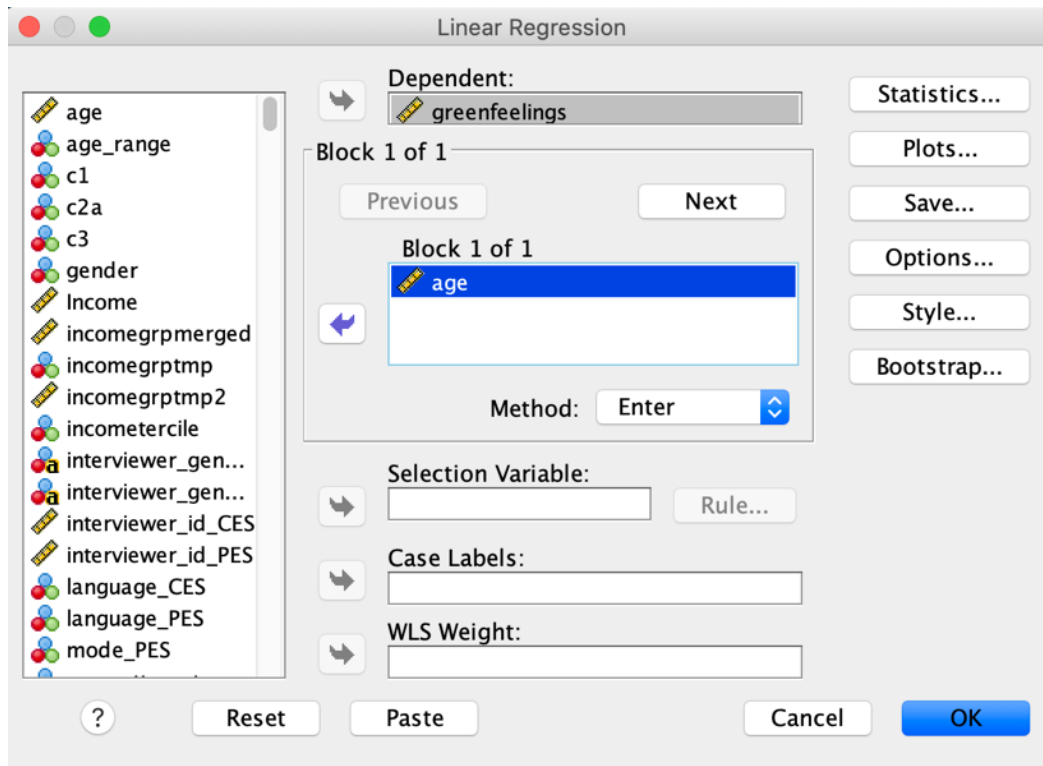 Linear Regression
age
age_range
c1
c2a
c3
gender
Income
incomegrpmerged
incomegrptmp
incomegrptmp2
incometercile
a interviewer_gen...
a interviewer_gen...
interviewer_id_CES
interviewer_id_PES
language_CES
language_PES
mode_PES
Dependent:
greenfeelings
Block 1 of 1
Previous Next
Block 1 of 1
age
Method: Enter
Selection Variable:
Rule...
Case Labels:
WLS Weight:
Statistics...
Plots...
Save...
Options...
Style...
Bootstrap...
? Reset Paste Cancel OK